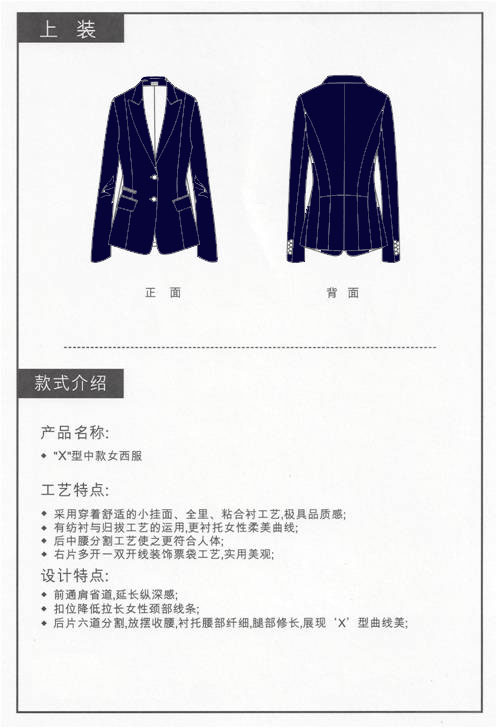 上 装
正 面
背 面
款式介绍
产品名称:
◆ "X"型中款女西服
工艺特点:
◆ 采用穿着舒适的小挂面、全里、粘合衬工艺,极具品质感;
◆ 有纺衬与归拔工艺的运用,更衬托女性柔美曲线;
◆ 后中腰分割工艺使之更符合人体;
◆ 右片多开一双开线装饰票袋工艺,实用美观;
设计特点:
◆ 前通肩省道,延长纵深感;
◆ 扣位降低拉长女性颈部线条;
◆ 后片六道分割,放摆收腰,衬托腰部纤细,腿部修长,展现‘X’型曲线美;